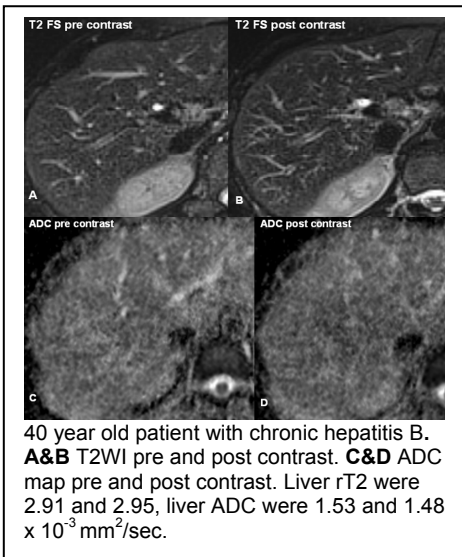 T2 FS pre contrast
T2 FS post contrast
A
B
ADC pre contrast
ADC post contrast
C
D
40 year old patient with chronic hepatitis B.
A&B T2WI pre and post contrast. C&D ADC
map pre and post contrast. Liver rT2 were
2.91 and 2.95, liver ADC were 1.53 and 1.48
x 10⁻³ mm²/sec.